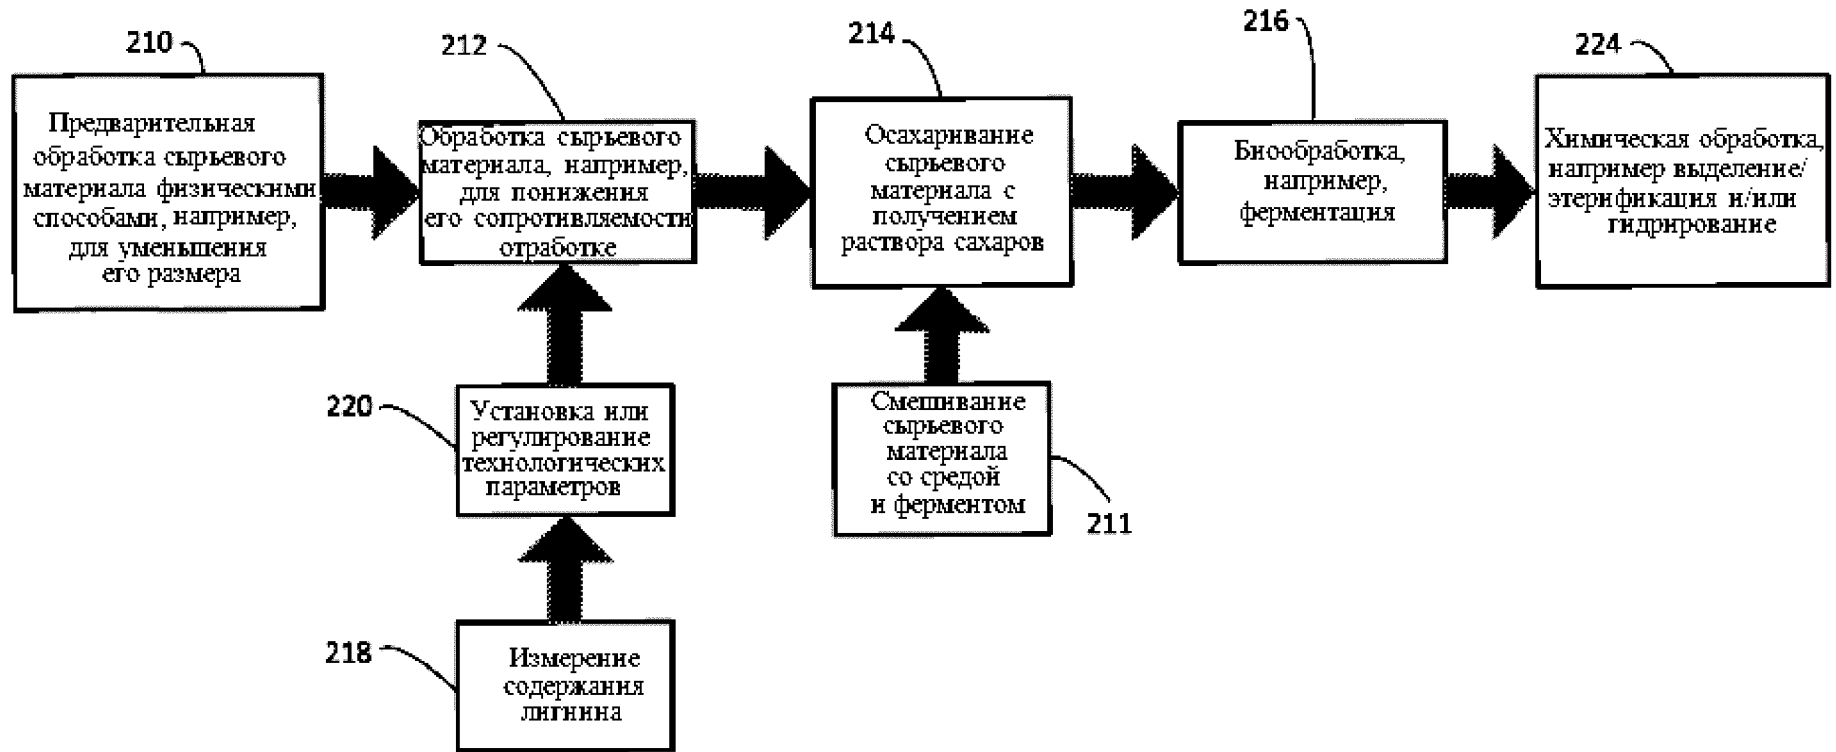 210
Предварительная
обработка сырьевого
материала физическими
способами, например,
для уменьшения
его размера
212
Обработка сырьевого
материала, например,
для понижения
его сопротивляемости
отработке
214
Осахаривание
сырьевого
материала с
получением
раствора сахаров
216
Биообработка,
например,
ферментация
224
Химическая обработка,
например выделение/
этерификация и/или
гидрирование
220
Установка или
регулирование
технологических
параметров
Смешивание
сырьевого
материала
со средой
и ферментом
211
218
Измерение
содержания
лигнина